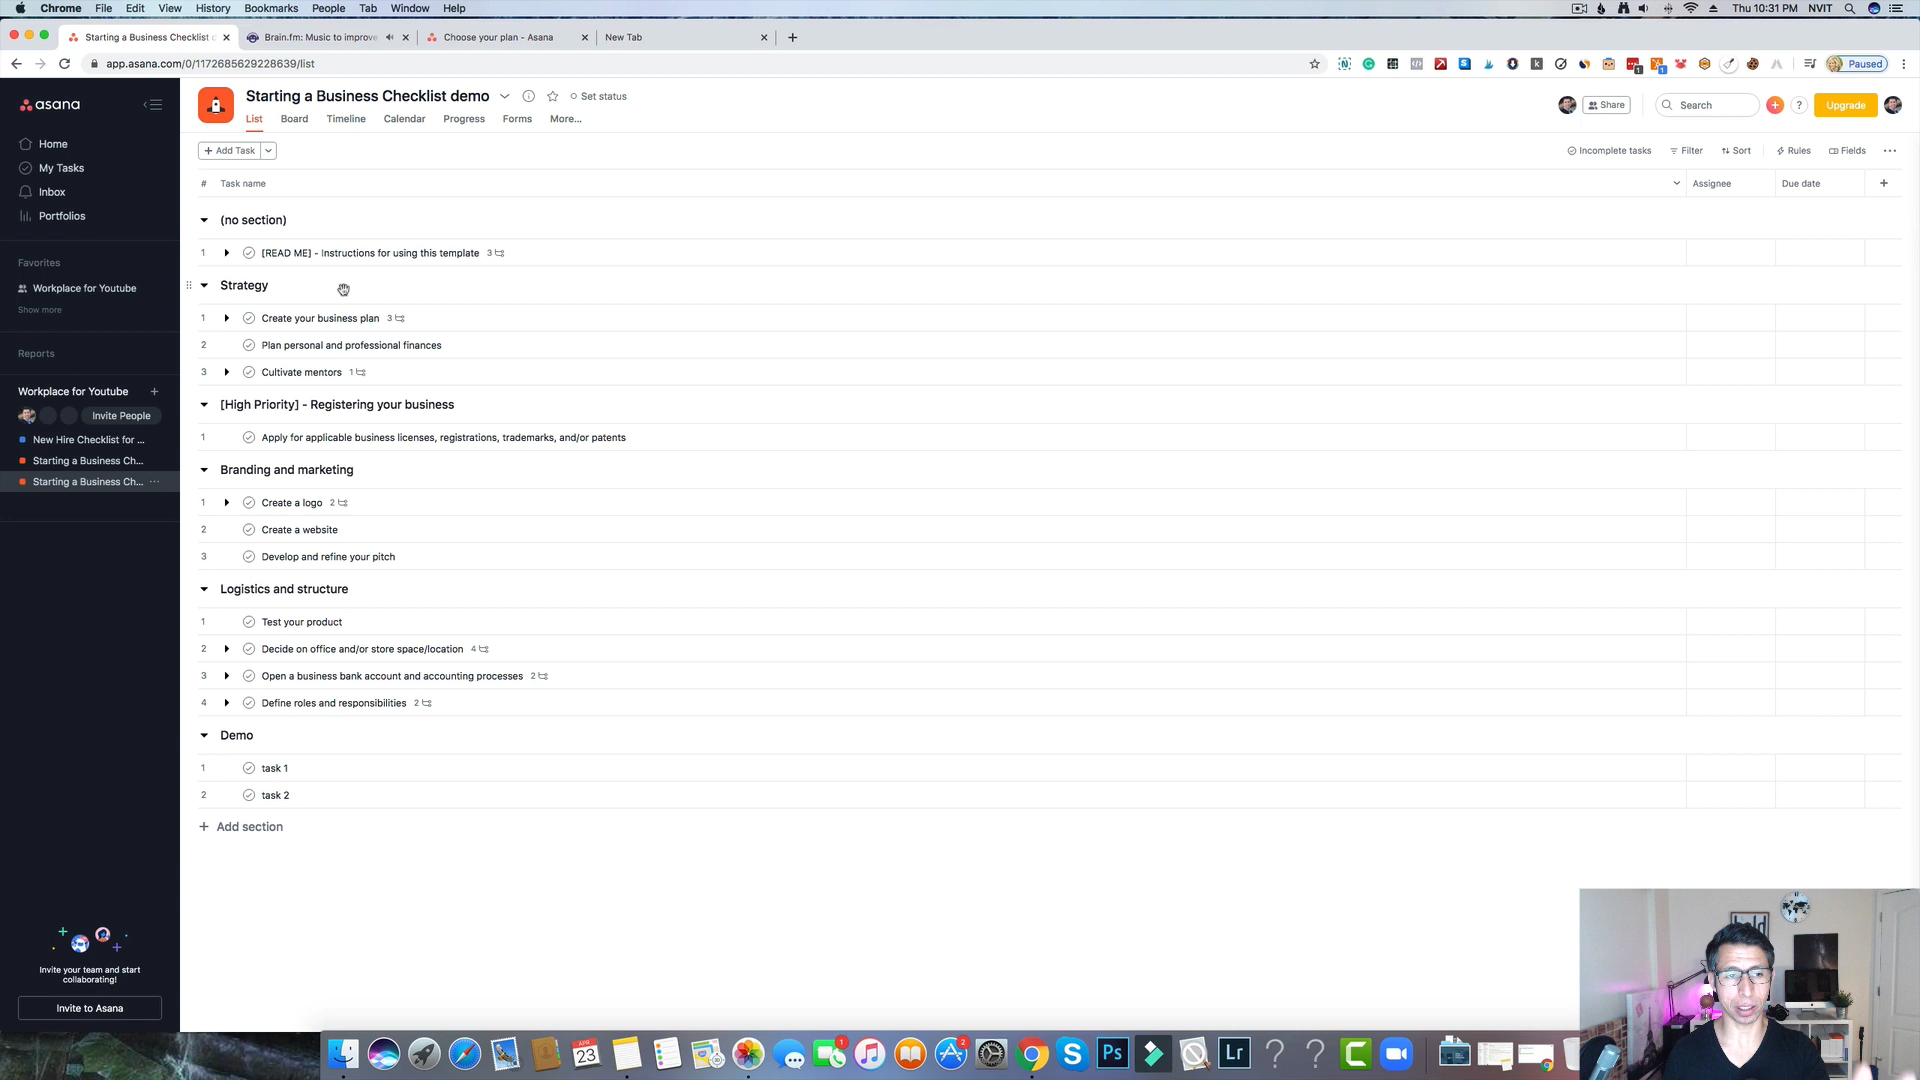 Chrome File Edit View History Bookmarks People Tab Window Help
Thu 10:31 PM NVIT
Starting a Business Checklist d
Brain.fm: Music to improve
Choose your plan - Asana
New Tab
app.asana.com/0/1172685629228639/list
Paused
asana
Home
My Tasks
Inbox
Portfolios
Favorites
Workplace for Youtube
Show more
Reports
Workplace for Youtube
Invite People
New Hire Checklist for ...
Starting a Business Ch...
Starting a Business Ch...
Invite your team and start
collaborating!
Invite to Asana
Starting a Business Checklist demo
Set status
List Board Timeline Calendar Progress Forms More...
Share
Search
Upgrade
+ Add Task
Incomplete tasks Filter Sort Rules Fields
# Task name Assignee Due date
(no section)
1 [READ ME] - Instructions for using this template 3
Strategy
1 Create your business plan 3
2 Plan personal and professional finances
3 Cultivate mentors 1
[High Priority] - Registering your business
1 Apply for applicable business licenses, registrations, trademarks, and/or patents
Branding and marketing
1 Create a logo 2
2 Create a website
3 Develop and refine your pitch
Logistics and structure
1 Test your product
2 Decide on office and/or store space/location 4
3 Open a business bank account and accounting processes 2
4 Define roles and responsibilities 2
Demo
1 task 1
2 task 2
+ Add section
APR
23
1
2
Ps
Lr